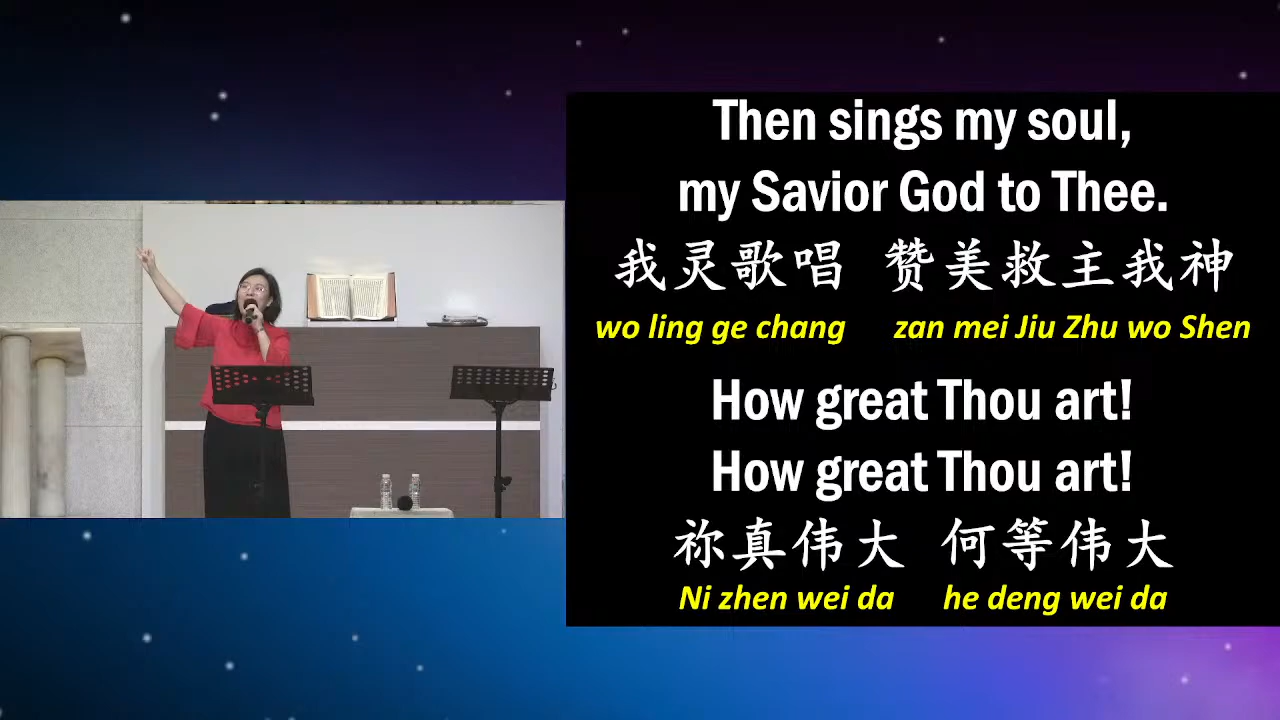 Then sings my soul,
my Savior God to Thee.
我灵歌唱 赞美救主我神
wo ling ge chang zan mei Jiu Zhu wo Shen
How great Thou art!
How great Thou art!
祢真伟大 何等伟大
Ni zhen wei da he deng wei da